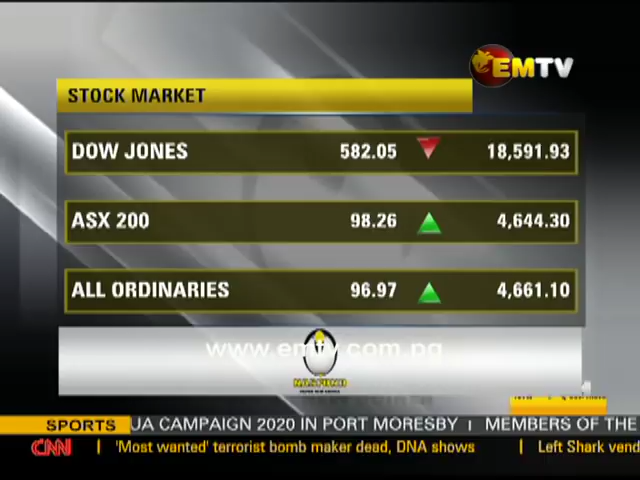 EMTV
STOCK MARKET
DOW JONES 582.05 18,591.93
ASX 200 98.26 4,644.30
ALL ORDINARIES 96.97 4,661.10
www.emtv.com.pg
SPORTS UA CAMPAIGN 2020 IN PORT MORESBY | MEMBERS OF THE
CNN | 'Most wanted' terrorist bomb maker dead, DNA shows | Left Shark vend